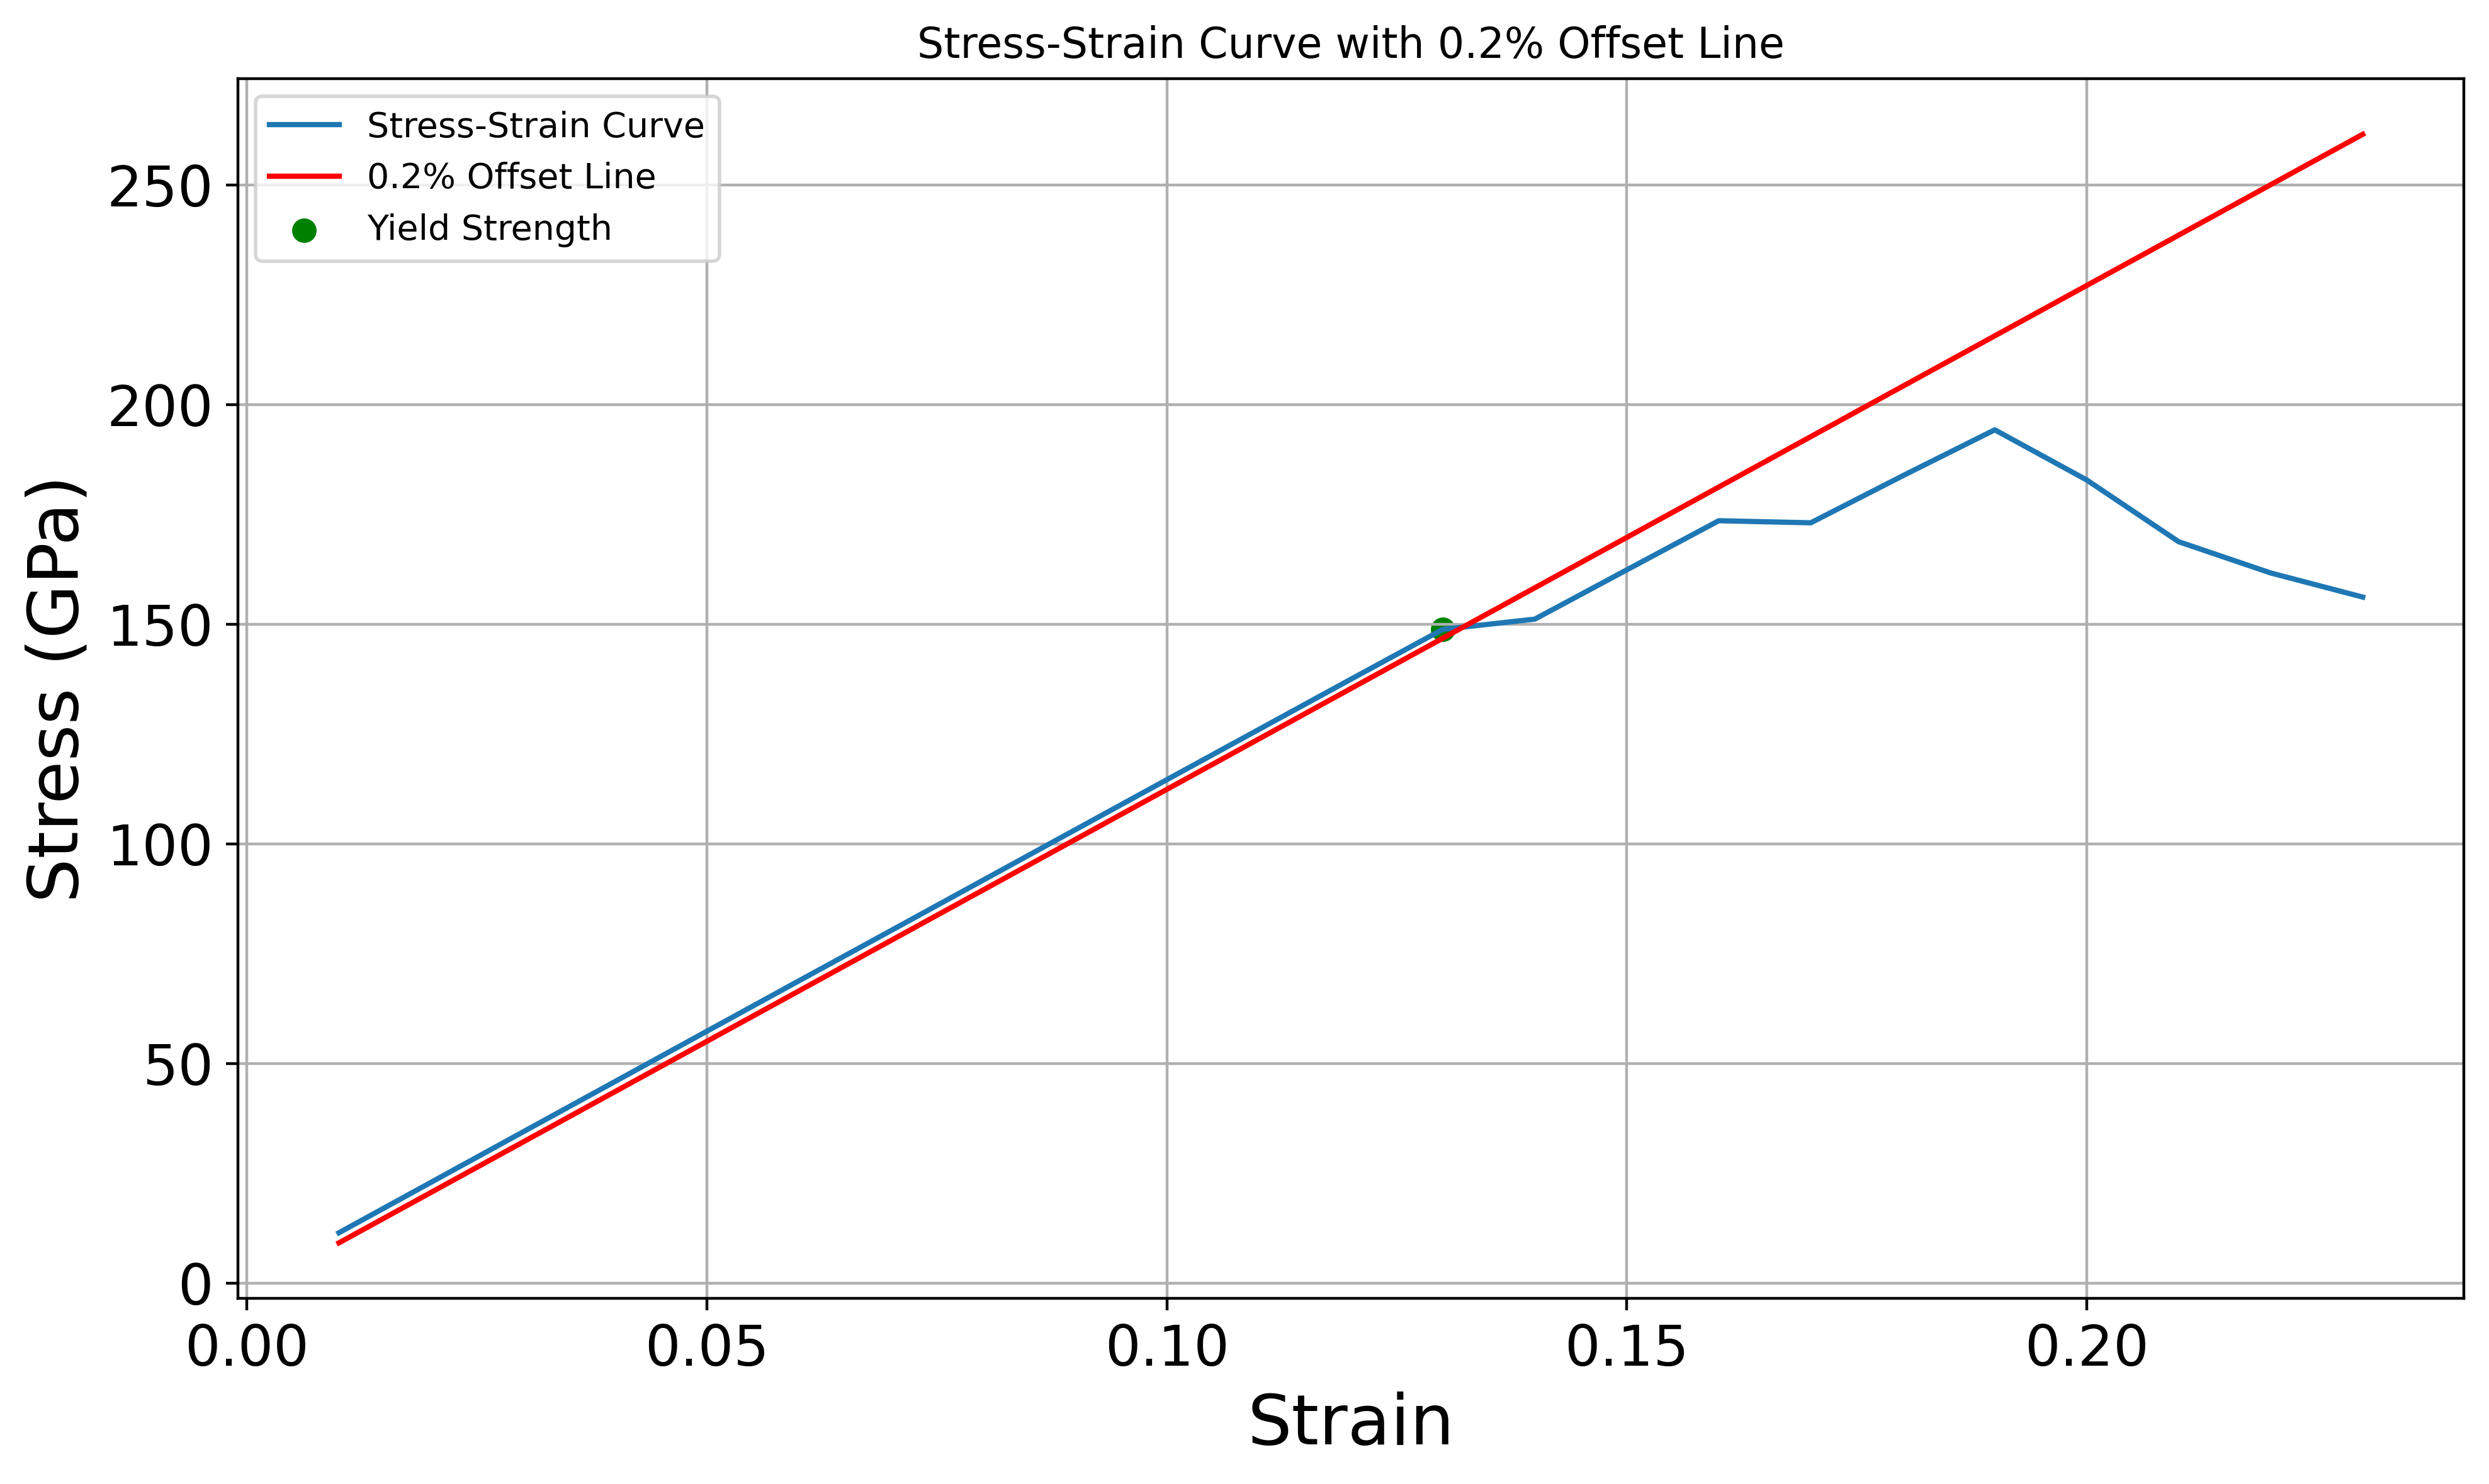 Stress-Strain Curve with 0.2% Offset Line
Stress-Strain Curve
0.2% Offset Line
Yield Strength
Stress (GPa)
250
200
150
100
50
0
0.00 0.05 0.10 0.15 0.20
Strain